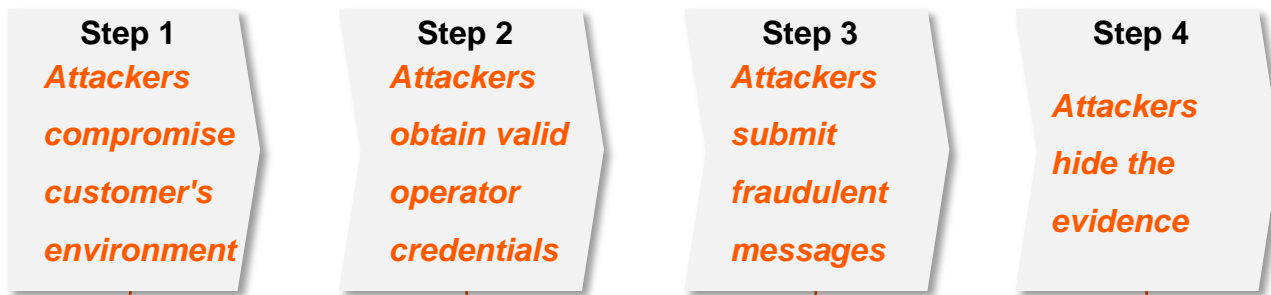 Step 1
Attackers
compromise
customer's
environment
Step 2
Attackers
obtain valid
operator
credentials
Step 3
Attackers
submit
fraudulent
messages
Step 4
Attackers
hide the
evidence